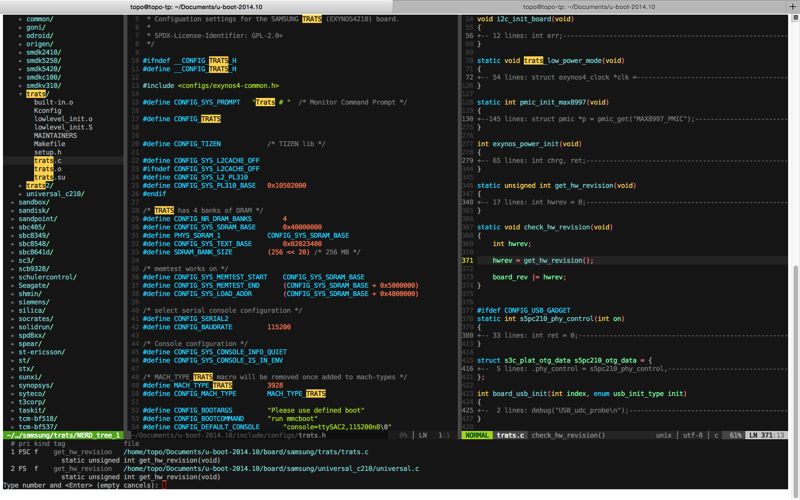 topo@topo-tp: ~/Documents/u-boot-2014.10
topo@topo-tp: ~/Documents/u-boot-2014.10
▸ common/
▸ goni/
▸ odroid/
▸ origen/
▸ smdk2410/
▸ smdk5250/
▸ smdk5420/
▸ smdkc100/
▸ smdkv310/
▾ trats/
built-in.o
Kconfig
lowlevel_init.o
lowlevel_init.S
MAINTAINERS
Makefile
setup.h
trats.c
trats.o
trats.su
▸ trats2/
▸ universal_c210/
▸ sandbox/
▸ sandisk/
▸ sandpoint/
▸ sbc405/
▸ sbc8349/
▸ sbc8548/
▸ sbc8641d/
▸ sc3/
▸ scb9328/
▸ schulercontrol/
▸ Seagate/
▸ shmin/
▸ siemens/
▸ silica/
▸ socrates/
▸ solidrun/
▸ spd8xx/
▸ spear/
▸ st-ericsson/
▸ st/
▸ stx/
▸ sunxi/
▸ synopsys/
▸ syteco/
▸ t3corp/
▸ taskit/
▸ tcm-bf518/
▸ tcm-bf537/
5 * Configuation settings for the SAMSUNG TRATS (EXYNOS4210) board.
6 *
7 * SPDX-License-Identifier: GPL-2.0+
8 */
9
10 #ifndef __CONFIG_TRATS_H
11 #define __CONFIG_TRATS_H
12
13 #include <configs/exynos4-common.h>
14
15 #define CONFIG_SYS_PROMPT "Trats # " /* Monitor Command Prompt */
16
17 #define CONFIG_TRATS
18
19
20 #define CONFIG_TIZEN /* TIZEN lib */
21
22 #define CONFIG_SYS_L2CACHE_OFF
23 #ifndef CONFIG_SYS_L2CACHE_OFF
24 #define CONFIG_SYS_L2_PL310
25 #define CONFIG_SYS_PL310_BASE 0x10502000
26 #endif
27
28 /* TRATS has 4 banks of DRAM */
29 #define CONFIG_NR_DRAM_BANKS 4
30 #define CONFIG_SYS_SDRAM_BASE 0x40000000
31 #define PHYS_SDRAM_1 CONFIG_SYS_SDRAM_BASE
32 #define CONFIG_SYS_TEXT_BASE 0x02023400
33 #define SDRAM_BANK_SIZE (256 << 20) /* 256 MB */
34
35 /* memtest works on */
36 #define CONFIG_SYS_MEMTEST_START CONFIG_SYS_SDRAM_BASE
37 #define CONFIG_SYS_MEMTEST_END (CONFIG_SYS_SDRAM_BASE + 0x5000000)
38 #define CONFIG_SYS_LOAD_ADDR (CONFIG_SYS_SDRAM_BASE + 0x4800000)
39
40 /* select serial console configuration */
41 #define CONFIG_SERIAL2
42 #define CONFIG_BAUDRATE 115200
43
44 /* Console configuration */
45 #define CONFIG_SYS_CONSOLE_INFO_QUIET
46 #define CONFIG_SYS_CONSOLE_IS_IN_ENV
47
48 /* MACH_TYPE_TRATS macro will be removed once added to mach-types */
49 #define MACH_TYPE_TRATS 3928
50 #define CONFIG_MACH_TYPE MACH_TYPE_TRATS
51
52 #define CONFIG_BOOTARGS "Please use defined boot"
53 #define CONFIG_BOOTCOMMAND "run mmcboot"
54 #define CONFIG_DEFAULT_CONSOLE "console=ttySAC2,115200n8\0"
54 void i2c_init_board(void)
55 {
56 +-- 12 lines: int err;
68 }
69
70 static void trats_low_power_mode(void)
71 {
72 +-- 54 lines: struct exynos4_clock *clk =
126 }
127
128 static int pmic_init_max8997(void)
129 {
130 +--145 lines: struct pmic *p = pmic_get("MAX8997_PMIC");
275 }
276
277 int exynos_power_init(void)
278 {
279 +-- 65 lines: int chrg, ret;
344 }
345
346 static unsigned int get_hw_revision(void)
347 {
348 +-- 17 lines: int hwrev = 0;
365 }
366
367 static void check_hw_revision(void)
368 {
369 int hwrev;
370
371 hwrev = get_hw_revision();
372
373 board_rev |= hwrev;
374 }
375
376
377 #ifdef CONFIG_USB_GADGET
378 static int s5pc210_phy_control(int on)
379 {
380 +-- 33 lines: int ret = 0;
413 }
414
415 struct s3c_plat_otg_data s5pc210_otg_data = {
416 +-- 5 lines: .phy_control = s5pc210_phy_control,
421 };
422
423 int board_usb_init(int index, enum usb_init_type init)
424 {
425 +-- 2 lines: debug("USB_udc_probe\n");
427 }
~/…/samsung/trats/NERD_tree_1
~/Documents/u-boot-2014.10/include/configs/trats.h 0% LN 1:1
NORMAL trats.c check_hw_revision() unix | utf-8 | c 61% LN 371:13
# pri kind tag file
1 FSC f get_hw_revision /home/topo/Documents/u-boot-2014.10/board/samsung/trats/trats.c
static unsigned int get_hw_revision(void)
2 FS f get_hw_revision /home/topo/Documents/u-boot-2014.10/board/samsung/universal_c210/universal.c
static unsigned int get_hw_revision(void)
Type number and <Enter> (empty cancels):